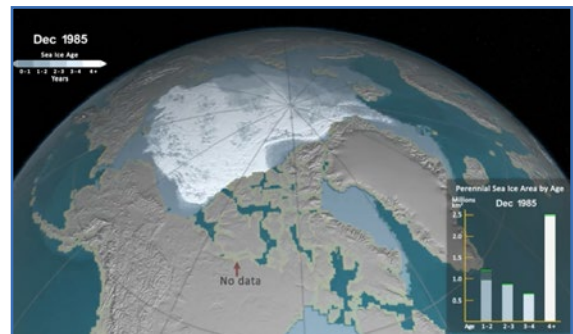 Dec 1985
Sea Ice Age
0-1 1-2 2-3 3-4 4+
Years
No data
Perennial Sea Ice Area by Age
Millions
km²
Dec 1985
2.5
2.0
1.5
1.0
0.5
Age 1-2 2-3 3-4 4+